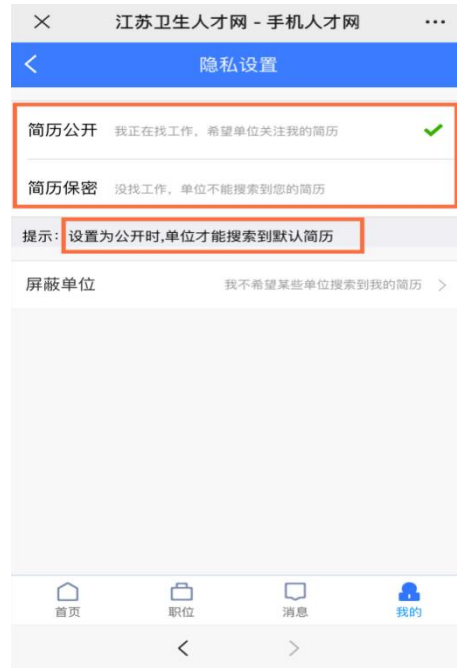 江苏卫生人才网 - 手机人才网
隐私设置
简历公开 我正在找工作，希望单位关注我的简历
简历保密 没找工作，单位不能搜索到您的简历
提示: 设置为公开时,单位才能搜索到默认简历
屏蔽单位 我不希望某些单位搜索到我的简历
首页 职位 消息 我的